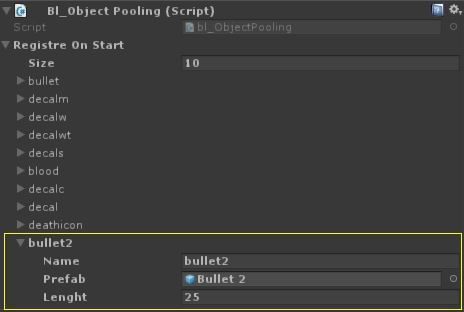 Bl_Object Pooling (Script)
Script bl_ObjectPooling
Registre On Start
Size 10
bullet
decalm
decalw
decalwt
decals
blood
decalc
decal
deathicon
bullet2
Name bullet2
Prefab Bullet 2
Lenght 25